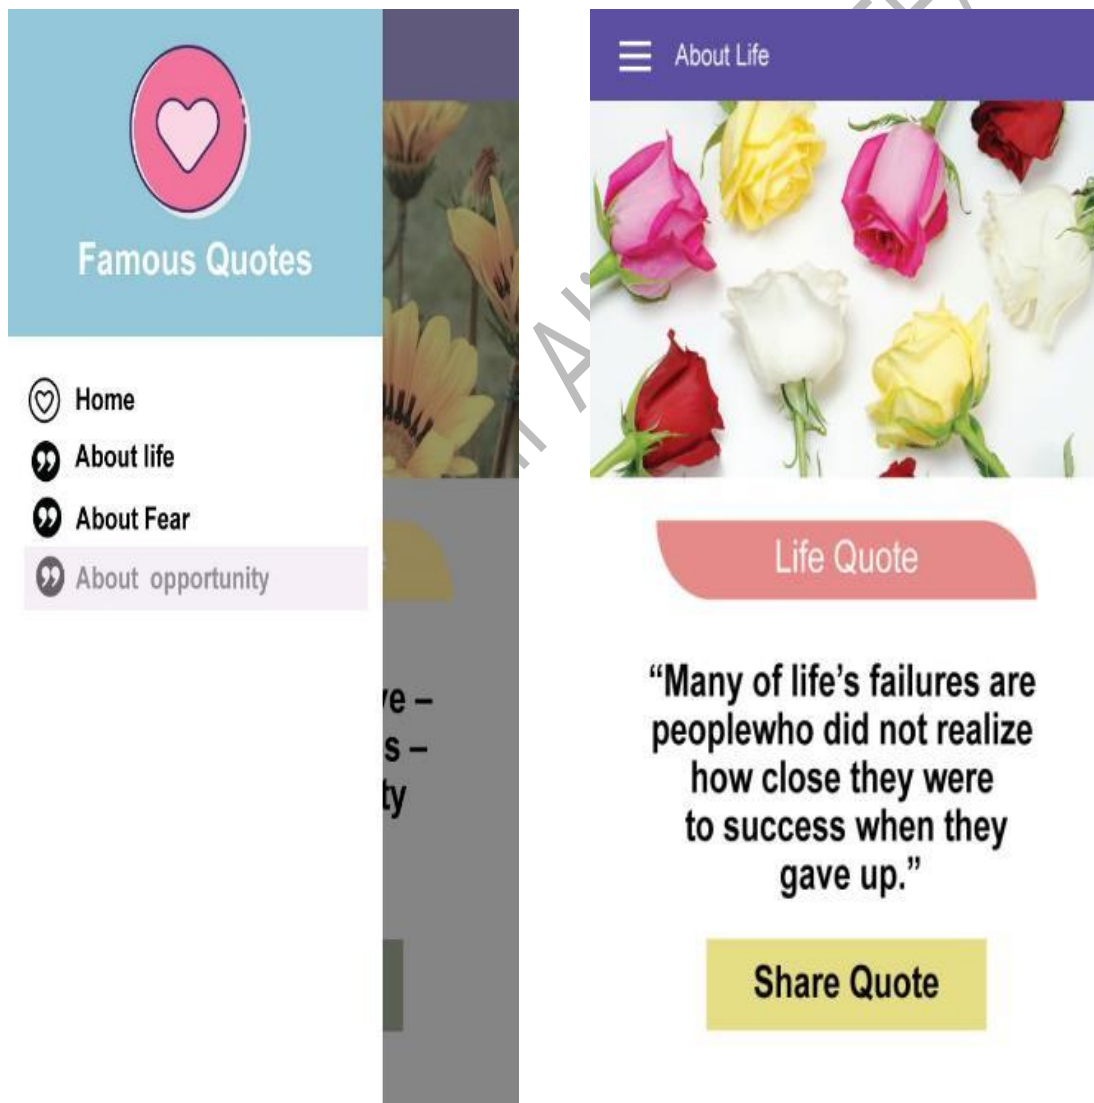 Famous Quotes
Home
About life
About Fear
About opportunity
e –
s –
ty
About Life
Life Quote
“Many of life’s failures are
peoplewho did not realize
how close they were
to success when they
gave up.”
Share Quote